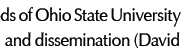 ds of Ohio State University
and dissemination (David